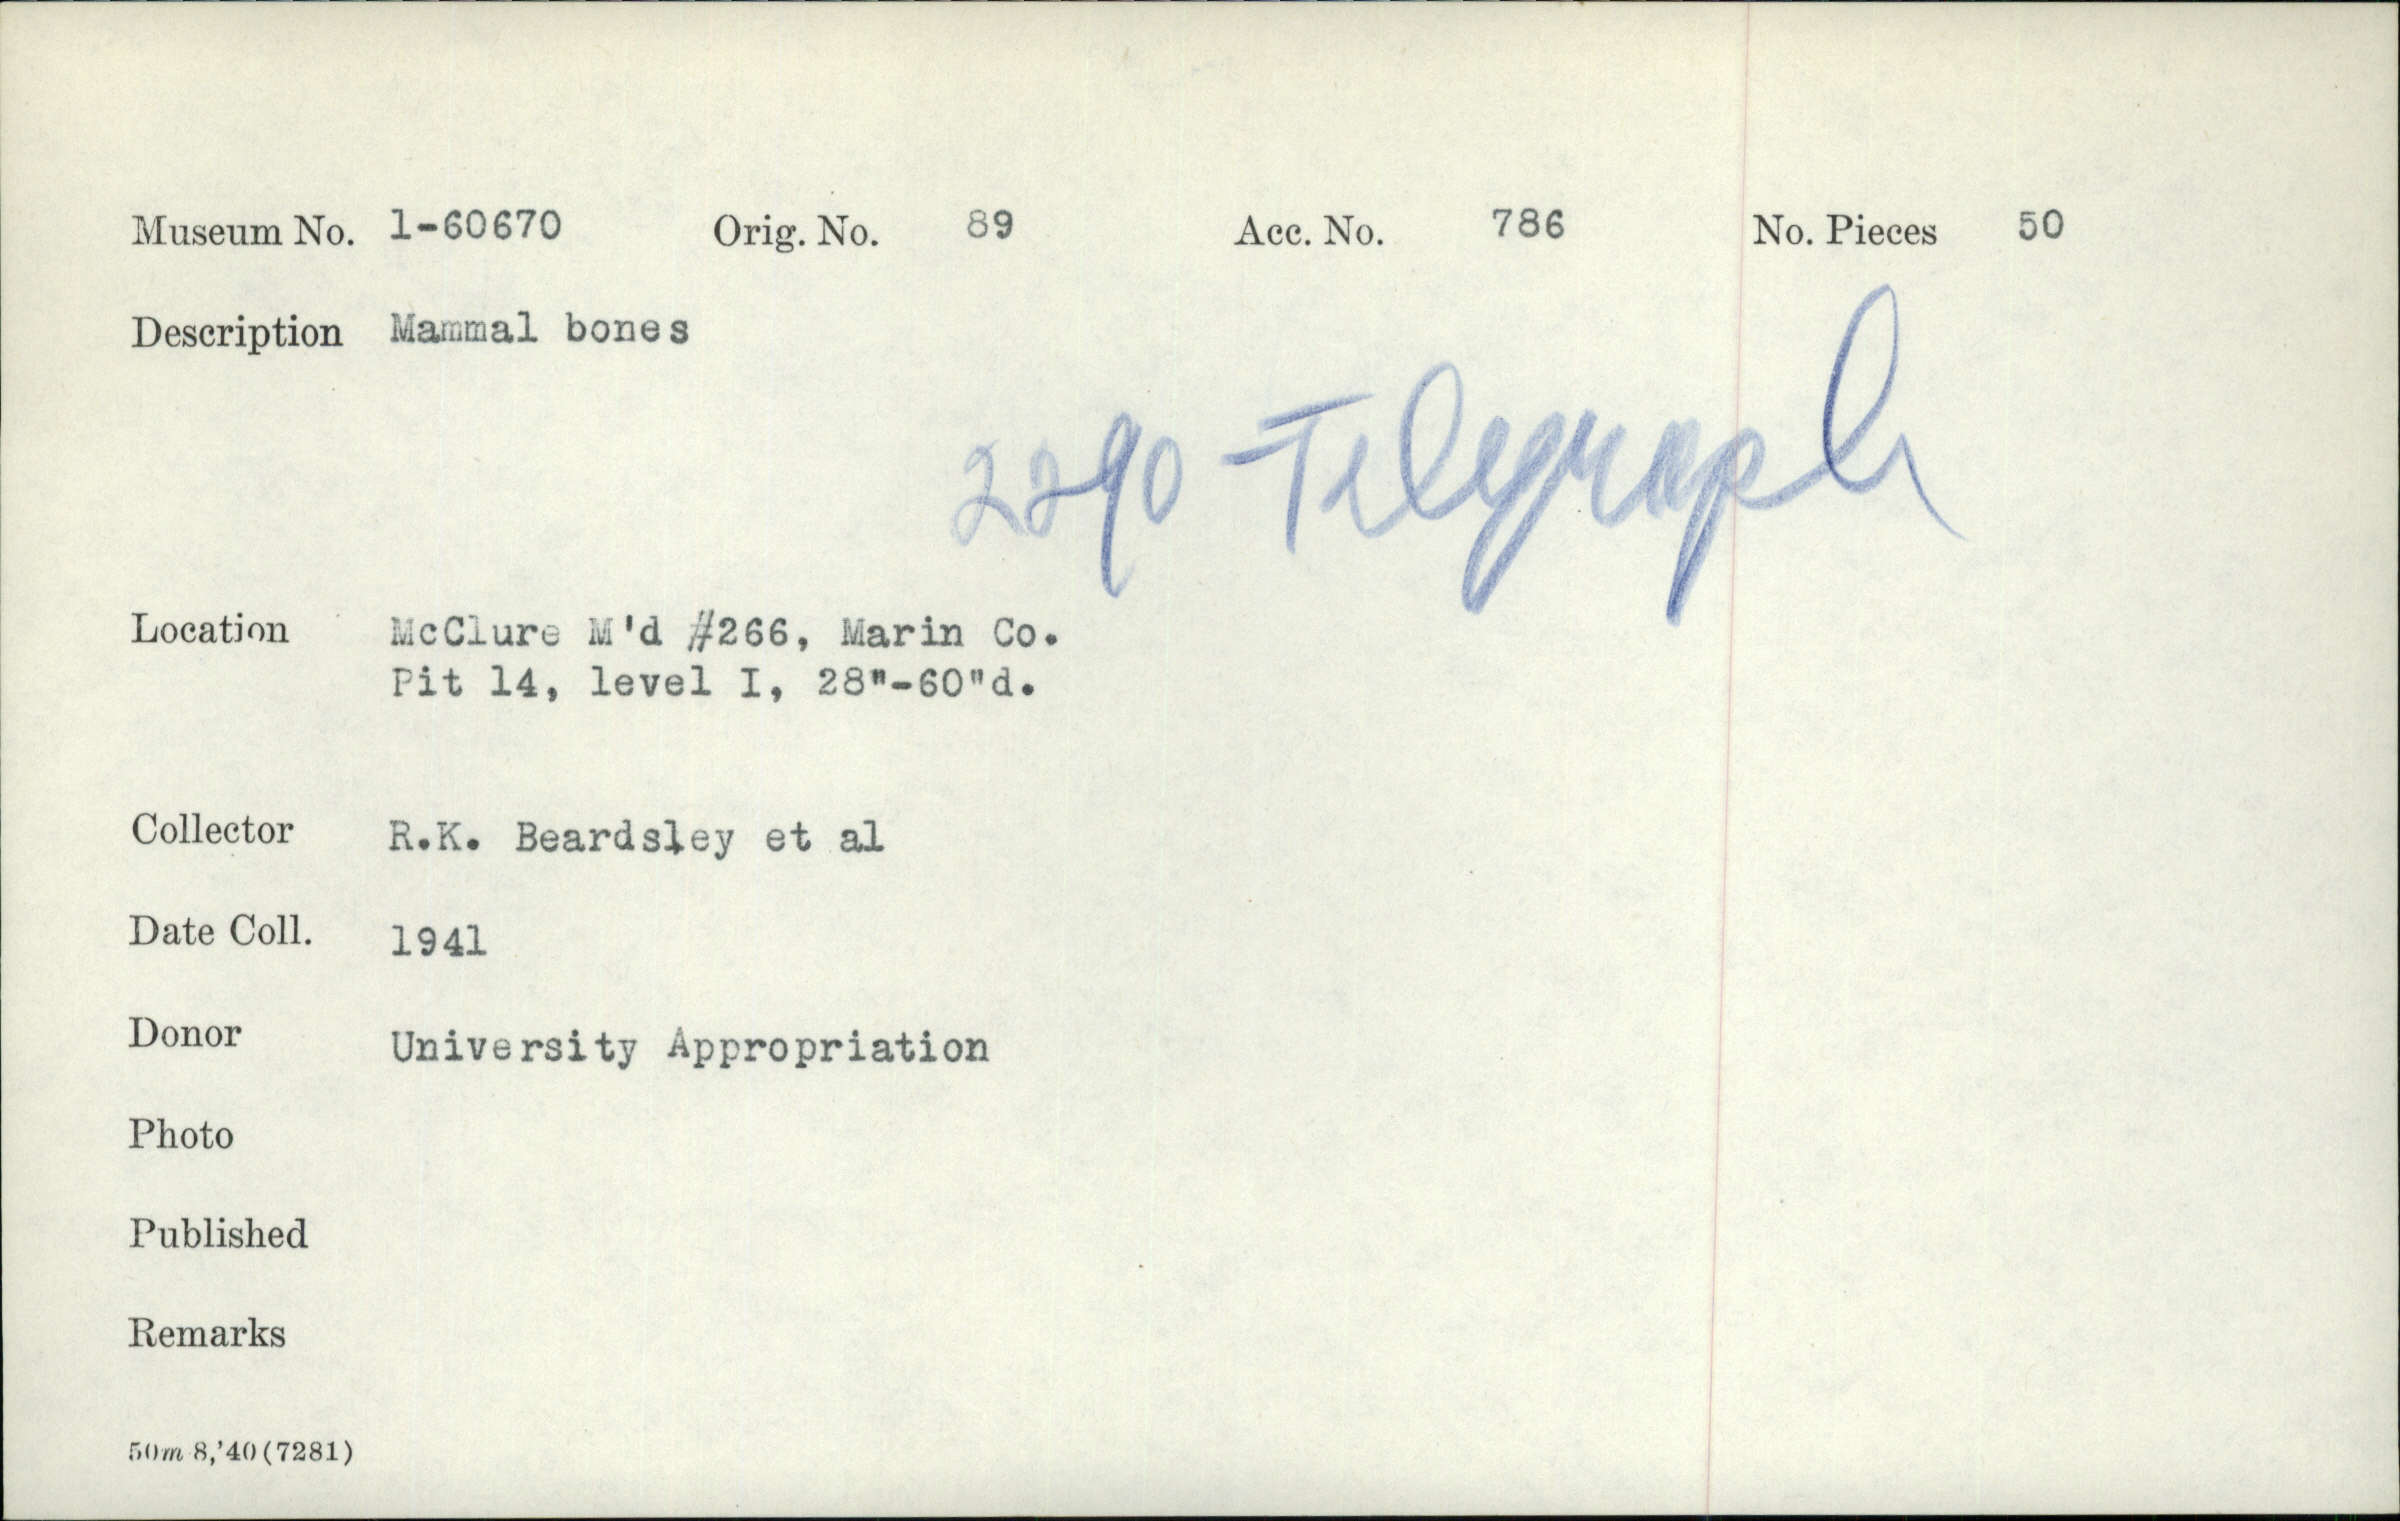 Museum No. 1-60670 Orig. No. 89 Acc. No. 786 No. Pieces 50
Description Mammal bones
2290 - Telegraph
Location McClure M'd #266, Marin Co.
Pit 14, level I, 28"-60"d.
Collector R.K. Beardsley et al
Date Coll. 1941
Donor University Appropriation
Photo
Published
Remarks
50m 8,'40(7281)